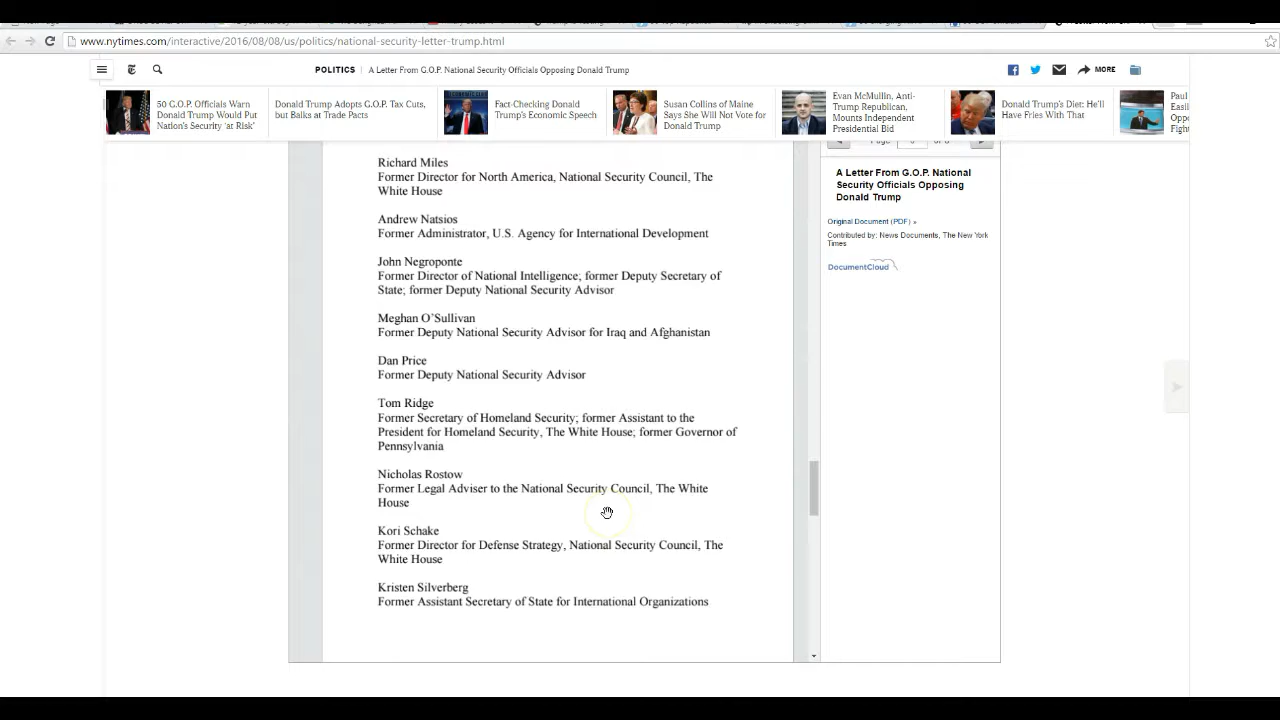 www.nytimes.com/interactive/2016/08/08/us/politics/national-security-letter-trump.html
POLITICS | A Letter From G.O.P. National Security Officials Opposing Donald Trump
MORE
50 G.O.P. Officials Warn
Donald Trump Would Put
Nation's Security 'at Risk'
Donald Trump Adopts G.O.P. Tax Cuts,
but Balks at Trade Pacts
Fact-Checking Donald
Trump's Economic Speech
Susan Collins of Maine
Says She Will Not Vote for
Donald Trump
Evan McMullin, Anti-
Trump Republican,
Mounts Independent
Presidential Bid
Donald Trump's Diet: He'll
Have Fries With That
Paul
Easil
Oppo
Fight
Richard Miles
Former Director for North America, National Security Council, The
White House
Andrew Natsios
Former Administrator, U.S. Agency for International Development
John Negroponte
Former Director of National Intelligence; former Deputy Secretary of
State; former Deputy National Security Advisor
Meghan O'Sullivan
Former Deputy National Security Advisor for Iraq and Afghanistan
Dan Price
Former Deputy National Security Advisor
Tom Ridge
Former Secretary of Homeland Security; former Assistant to the
President for Homeland Security, The White House; former Governor of
Pennsylvania
Nicholas Rostow
Former Legal Adviser to the National Security Council, The White
House
Kori Schake
Former Director for Defense Strategy, National Security Council, The
White House
Kristen Silverberg
Former Assistant Secretary of State for International Organizations
A Letter From G.O.P. National
Security Officials Opposing
Donald Trump
Original Document (PDF) »
Contributed by: News Documents, The New York
Times
DocumentCloud